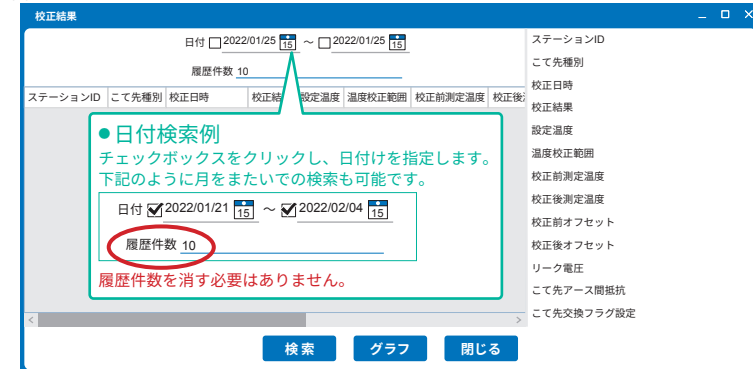 校正結果
日付 2022/01/25 15 ～ 2022/01/25 15
履歴件数 10
ステーションID こて先種別 校正日時 校正結 設定温度 温度校正範囲 校正前測定温度 校正後
●日付検索例
チェックボックスをクリックし、日付けを指定します。
下記のように月をまたいでの検索も可能です。
日付 2022/01/21 15 ～ 2022/02/04 15
履歴件数 10
履歴件数を消す必要はありません。
検索 グラフ 閉じる
ステーションID
こて先種別
校正日時
校正結果
設定温度
温度校正範囲
校正前測定温度
校正後測定温度
校正前オフセット
校正後オフセット
リーク電圧
こて先アース間抵抗
こて先交換フラグ設定